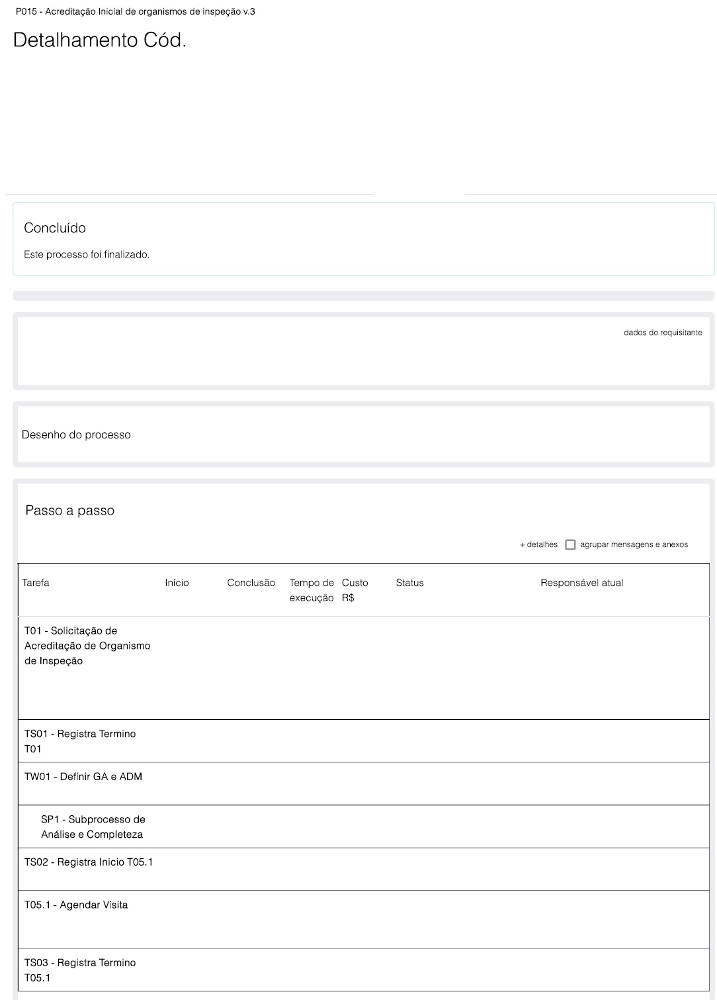 P015 - Acreditação Inicial de organismos de inspeção v.3
Detalhamento Cód.
Concluído
Este processo foi finalizado.
dados do requisitante
Desenho do processo
Passo a passo
+ detalhes agrupar mensagens e anexos
Tarefa Início Conclusão Tempo de Custo Status Responsável atual
execução R$
T01 - Solicitação de
Acreditação de Organismo
de Inspeção
TS01 - Registra Termino
T01
TW01 - Definir GA e ADM
SP1 - Subprocesso de
Análise e Completeza
TS02 - Registra Inicio T05.1
T05.1 - Agendar Visita
TS03 - Registra Termino
T05.1